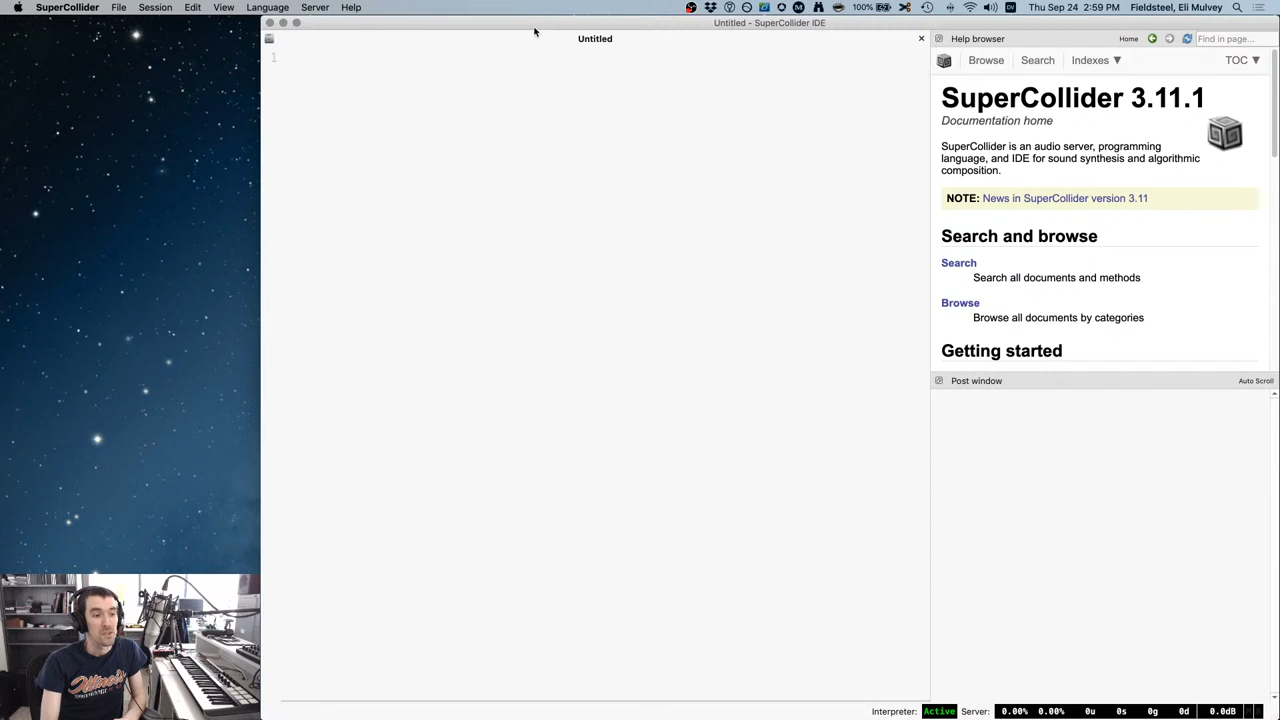 SuperCollider File Session Edit View Language Server Help 100% Thu Sep 24 2:59 PM Fieldsteel, Eli Mulvey
Untitled - SuperCollider IDE
Untitled
1
Help browser Home Find in page...
Browse Search Indexes ▼ TOC ▼
SuperCollider 3.11.1
Documentation home
SuperCollider is an audio server, programming
language, and IDE for sound synthesis and algorithmic
composition.
NOTE: News in SuperCollider version 3.11
Search and browse
Search
Search all documents and methods
Browse
Browse all documents by categories
Getting started
Post window Auto Scroll
Interpreter: Active Server: 0.00% 0.00% 0u 0s 0g 0d 0.0dB